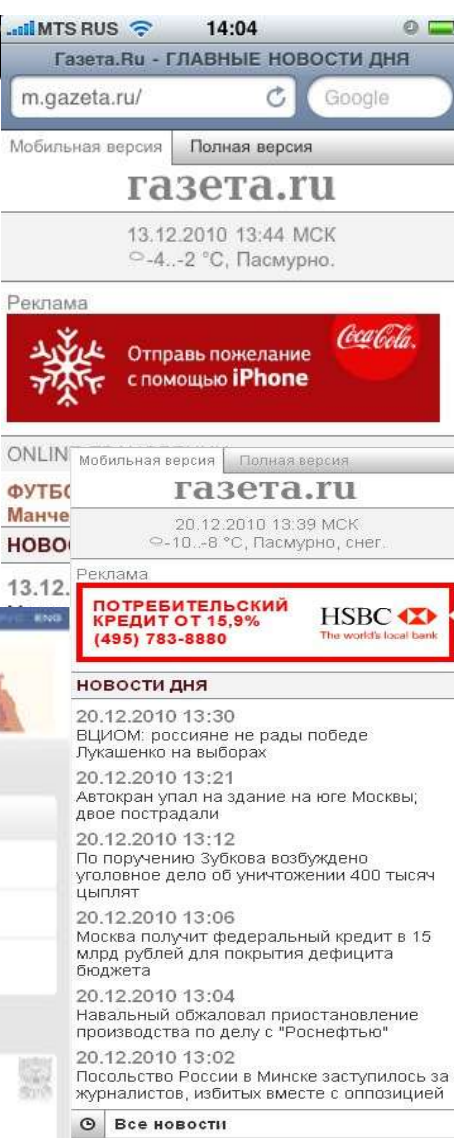 MTS RUS 14:04
Газета.Ru - ГЛАВНЫЕ НОВОСТИ ДНЯ
m.gazeta.ru/ Google
Мобильная версия Полная версия
газета.ru
13.12.2010 13:44 МСК
-4..-2 °C, Пасмурно.
Реклама
Отправь пожелание
с помощью iPhone
Coca-Cola.
ONLIN
ФУТБО
Манче
НОВО
13.12.
ENG
Мобильная версия Полная версия
газета.ru
20.12.2010 13:39 МСК
-10..-8 °C, Пасмурно, снег.
Реклама
ПОТРЕБИТЕЛЬСКИЙ
КРЕДИТ ОТ 15,9%
(495) 783-8880
HSBC
The world's local bank
НОВОСТИ ДНЯ
20.12.2010 13:30
ВЦИОМ: россияне не рады победе
Лукашенко на выборах
20.12.2010 13:21
Автокран упал на здание на юге Москвы;
двое пострадали
20.12.2010 13:12
По поручению Зубкова возбуждено
уголовное дело об уничтожении 400 тысяч
цыплят
20.12.2010 13:06
Москва получит федеральный кредит в 15
млрд рублей для покрытия дефицита
бюджета
20.12.2010 13:04
Навальный обжаловал приостановление
производства по делу с "Роснефтью"
20.12.2010 13:02
Посольство России в Минске заступилось за
журналистов, избитых вместе с оппозицией
Все новости